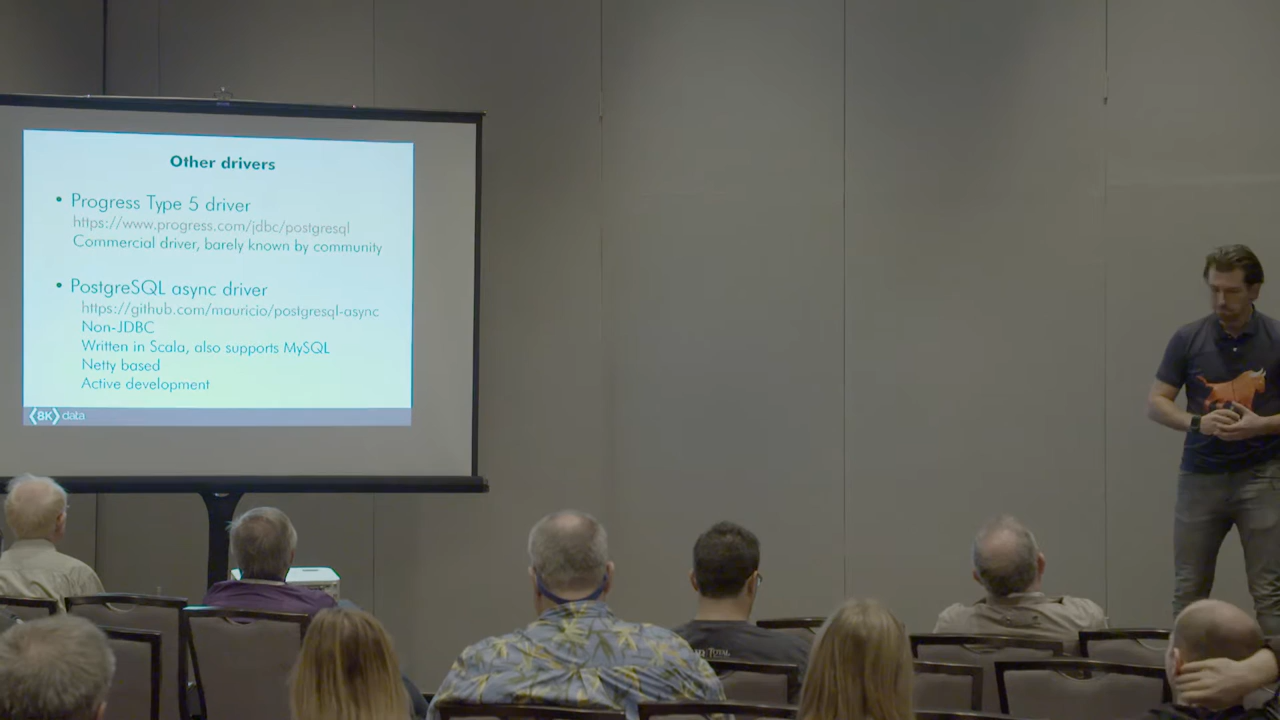 Other drivers
• Progress Type 5 driver
https://www.progress.com/jdbc/postgresql
Commercial driver, barely known by community
• PostgreSQL async driver
https://github.com/mauricio/postgresql-async
Non-JDBC
Written in Scala, also supports MySQL
Netty based
Active development
8K data
TOTAL